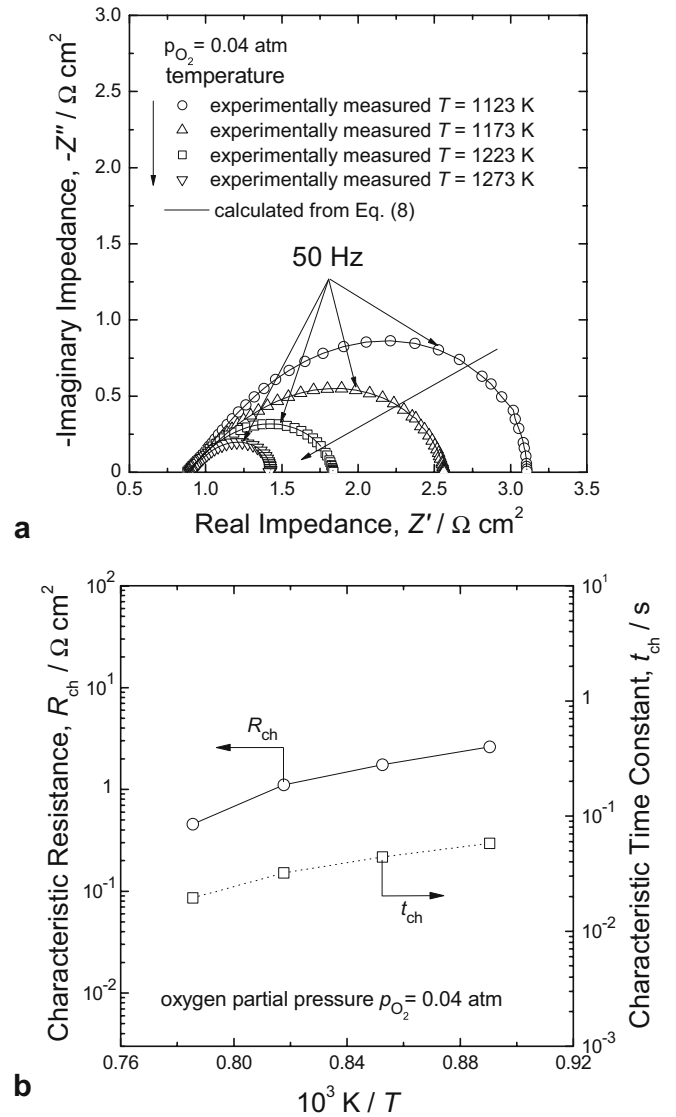 3.0
2.5
2.0
1.5
1.0
0.5
0
-Imaginary Impedance, -Z″ / Ω cm²
p_O₂ = 0.04 atm
temperature
experimentally measured T = 1123 K
experimentally measured T = 1173 K
experimentally measured T = 1223 K
experimentally measured T = 1273 K
calculated from Eq. (8)
50 Hz
0.5 1.0 1.5 2.0 2.5 3.0 3.5
Real Impedance, Z′ / Ω cm²
a
10²
10¹
1
10⁻¹
10⁻²
Characteristic Resistance, R_ch / Ω cm²
R_ch
t_ch
oxygen partial pressure p_O₂ = 0.04 atm
10¹
1
10⁻¹
10⁻²
10⁻³
Characteristic Time Constant, t_ch / s
0.76 0.80 0.84 0.88 0.92
10³ K / T
b